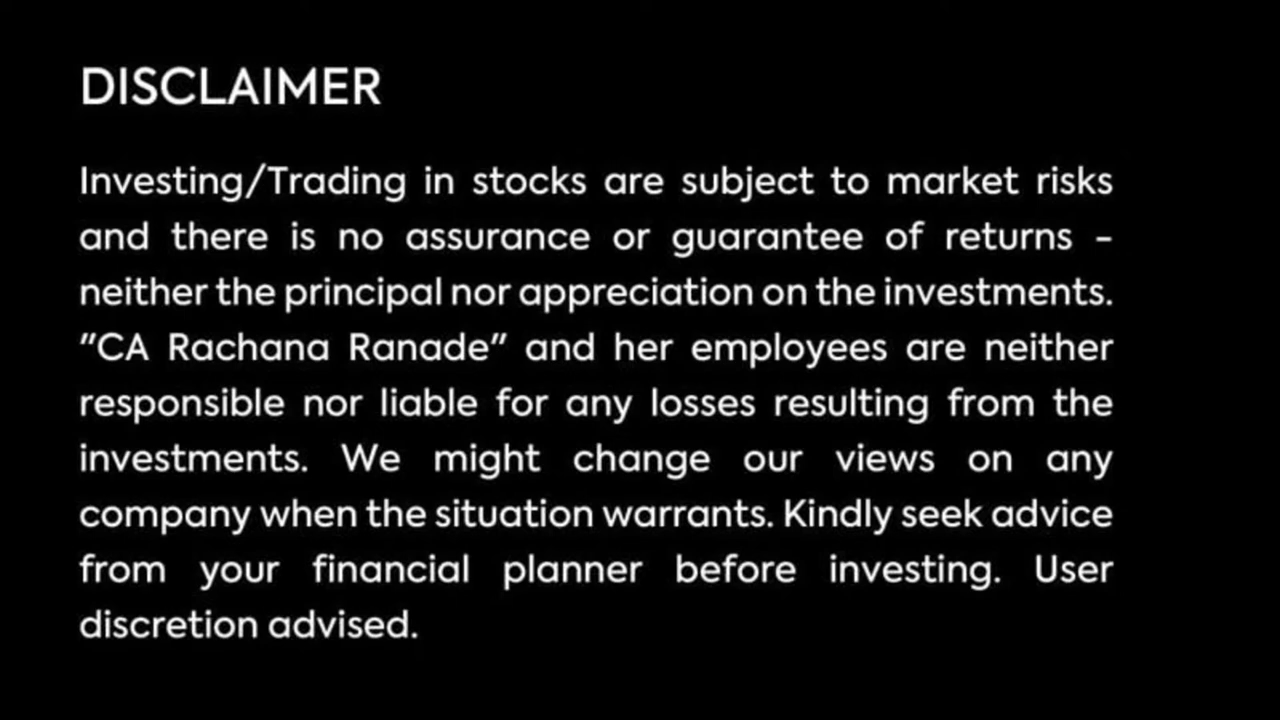 DISCLAIMER
Investing/Trading in stocks are subject to market risks
and there is no assurance or guarantee of returns -
neither the principal nor appreciation on the investments.
"CA Rachana Ranade" and her employees are neither
responsible nor liable for any losses resulting from the
investments. We might change our views on any
company when the situation warrants. Kindly seek advice
from your financial planner before investing. User
discretion advised.